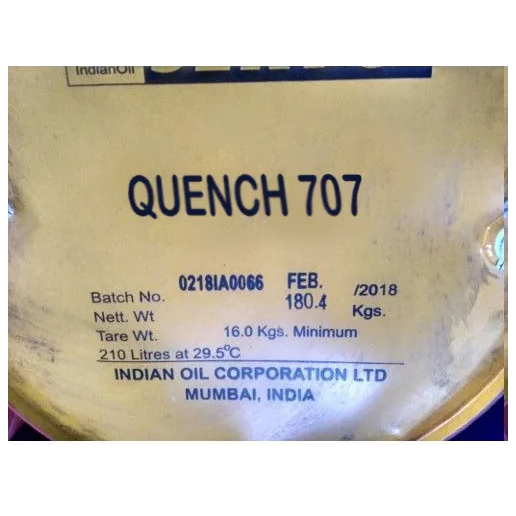 IndianOil
QUENCH 707
Batch No. 0218IA0066 FEB. /2018
Nett. Wt 180.4 Kgs.
Tare Wt. 16.0 Kgs. Minimum
210 Litres at 29.5°C
INDIAN OIL CORPORATION LTD
MUMBAI, INDIA